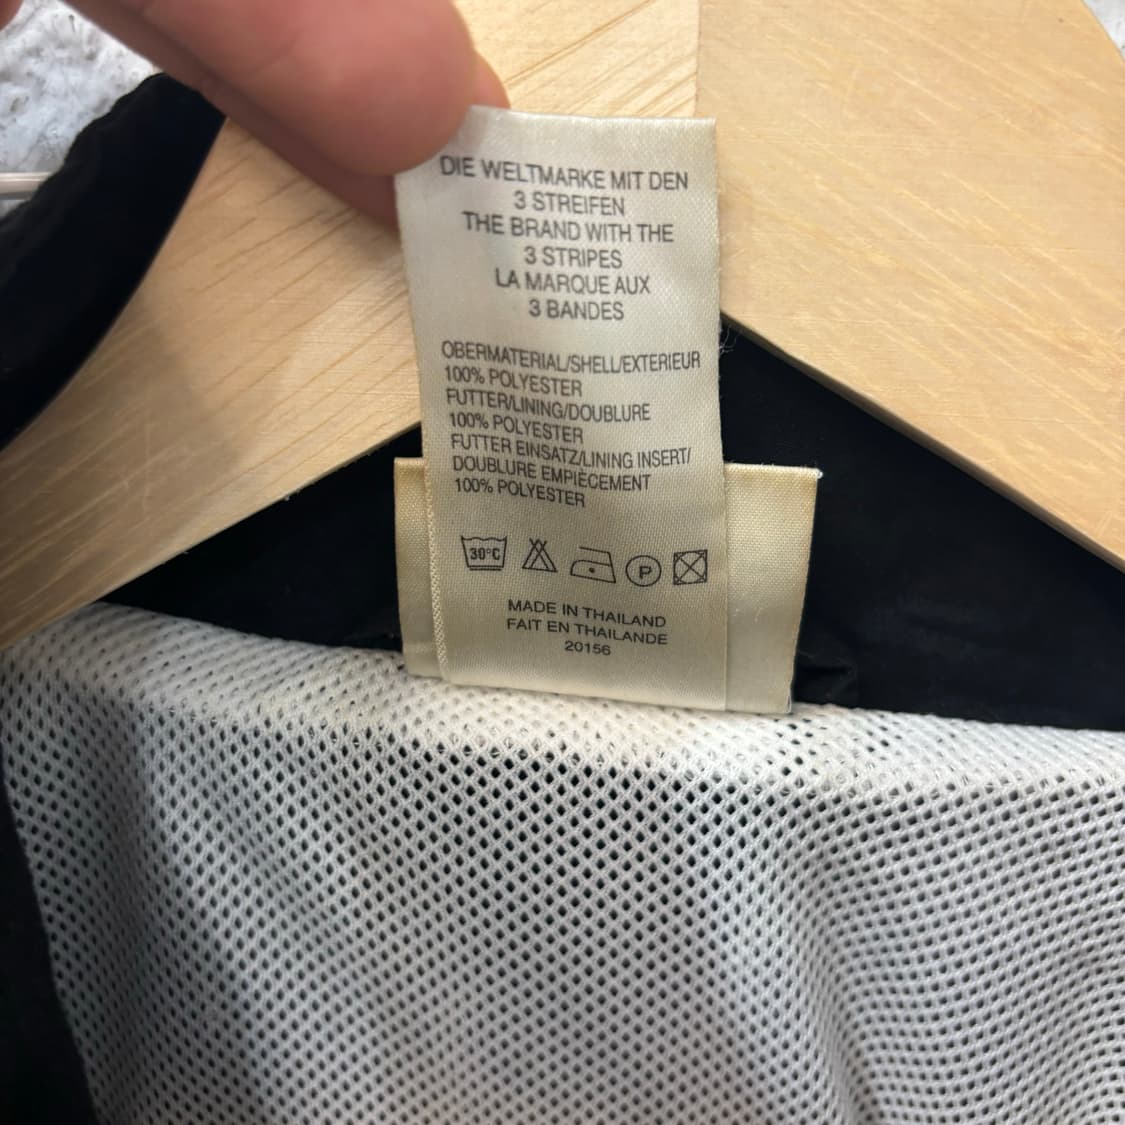 DIE WELTMARKE MIT DEN
3 STREIFEN
THE BRAND WITH THE
3 STRIPES
LA MARQUE AUX
3 BANDES
OBERMATERIAL/SHELL/EXTERIEUR
100% POLYESTER
FUTTER/LINING/DOUBLURE
100% POLYESTER
FUTTER EINSATZ/LINING INSERT/
DOUBLURE EMPIÈCEMENT
100% POLYESTER
30°C
P
MADE IN THAILAND
FAIT EN THAILANDE
20156